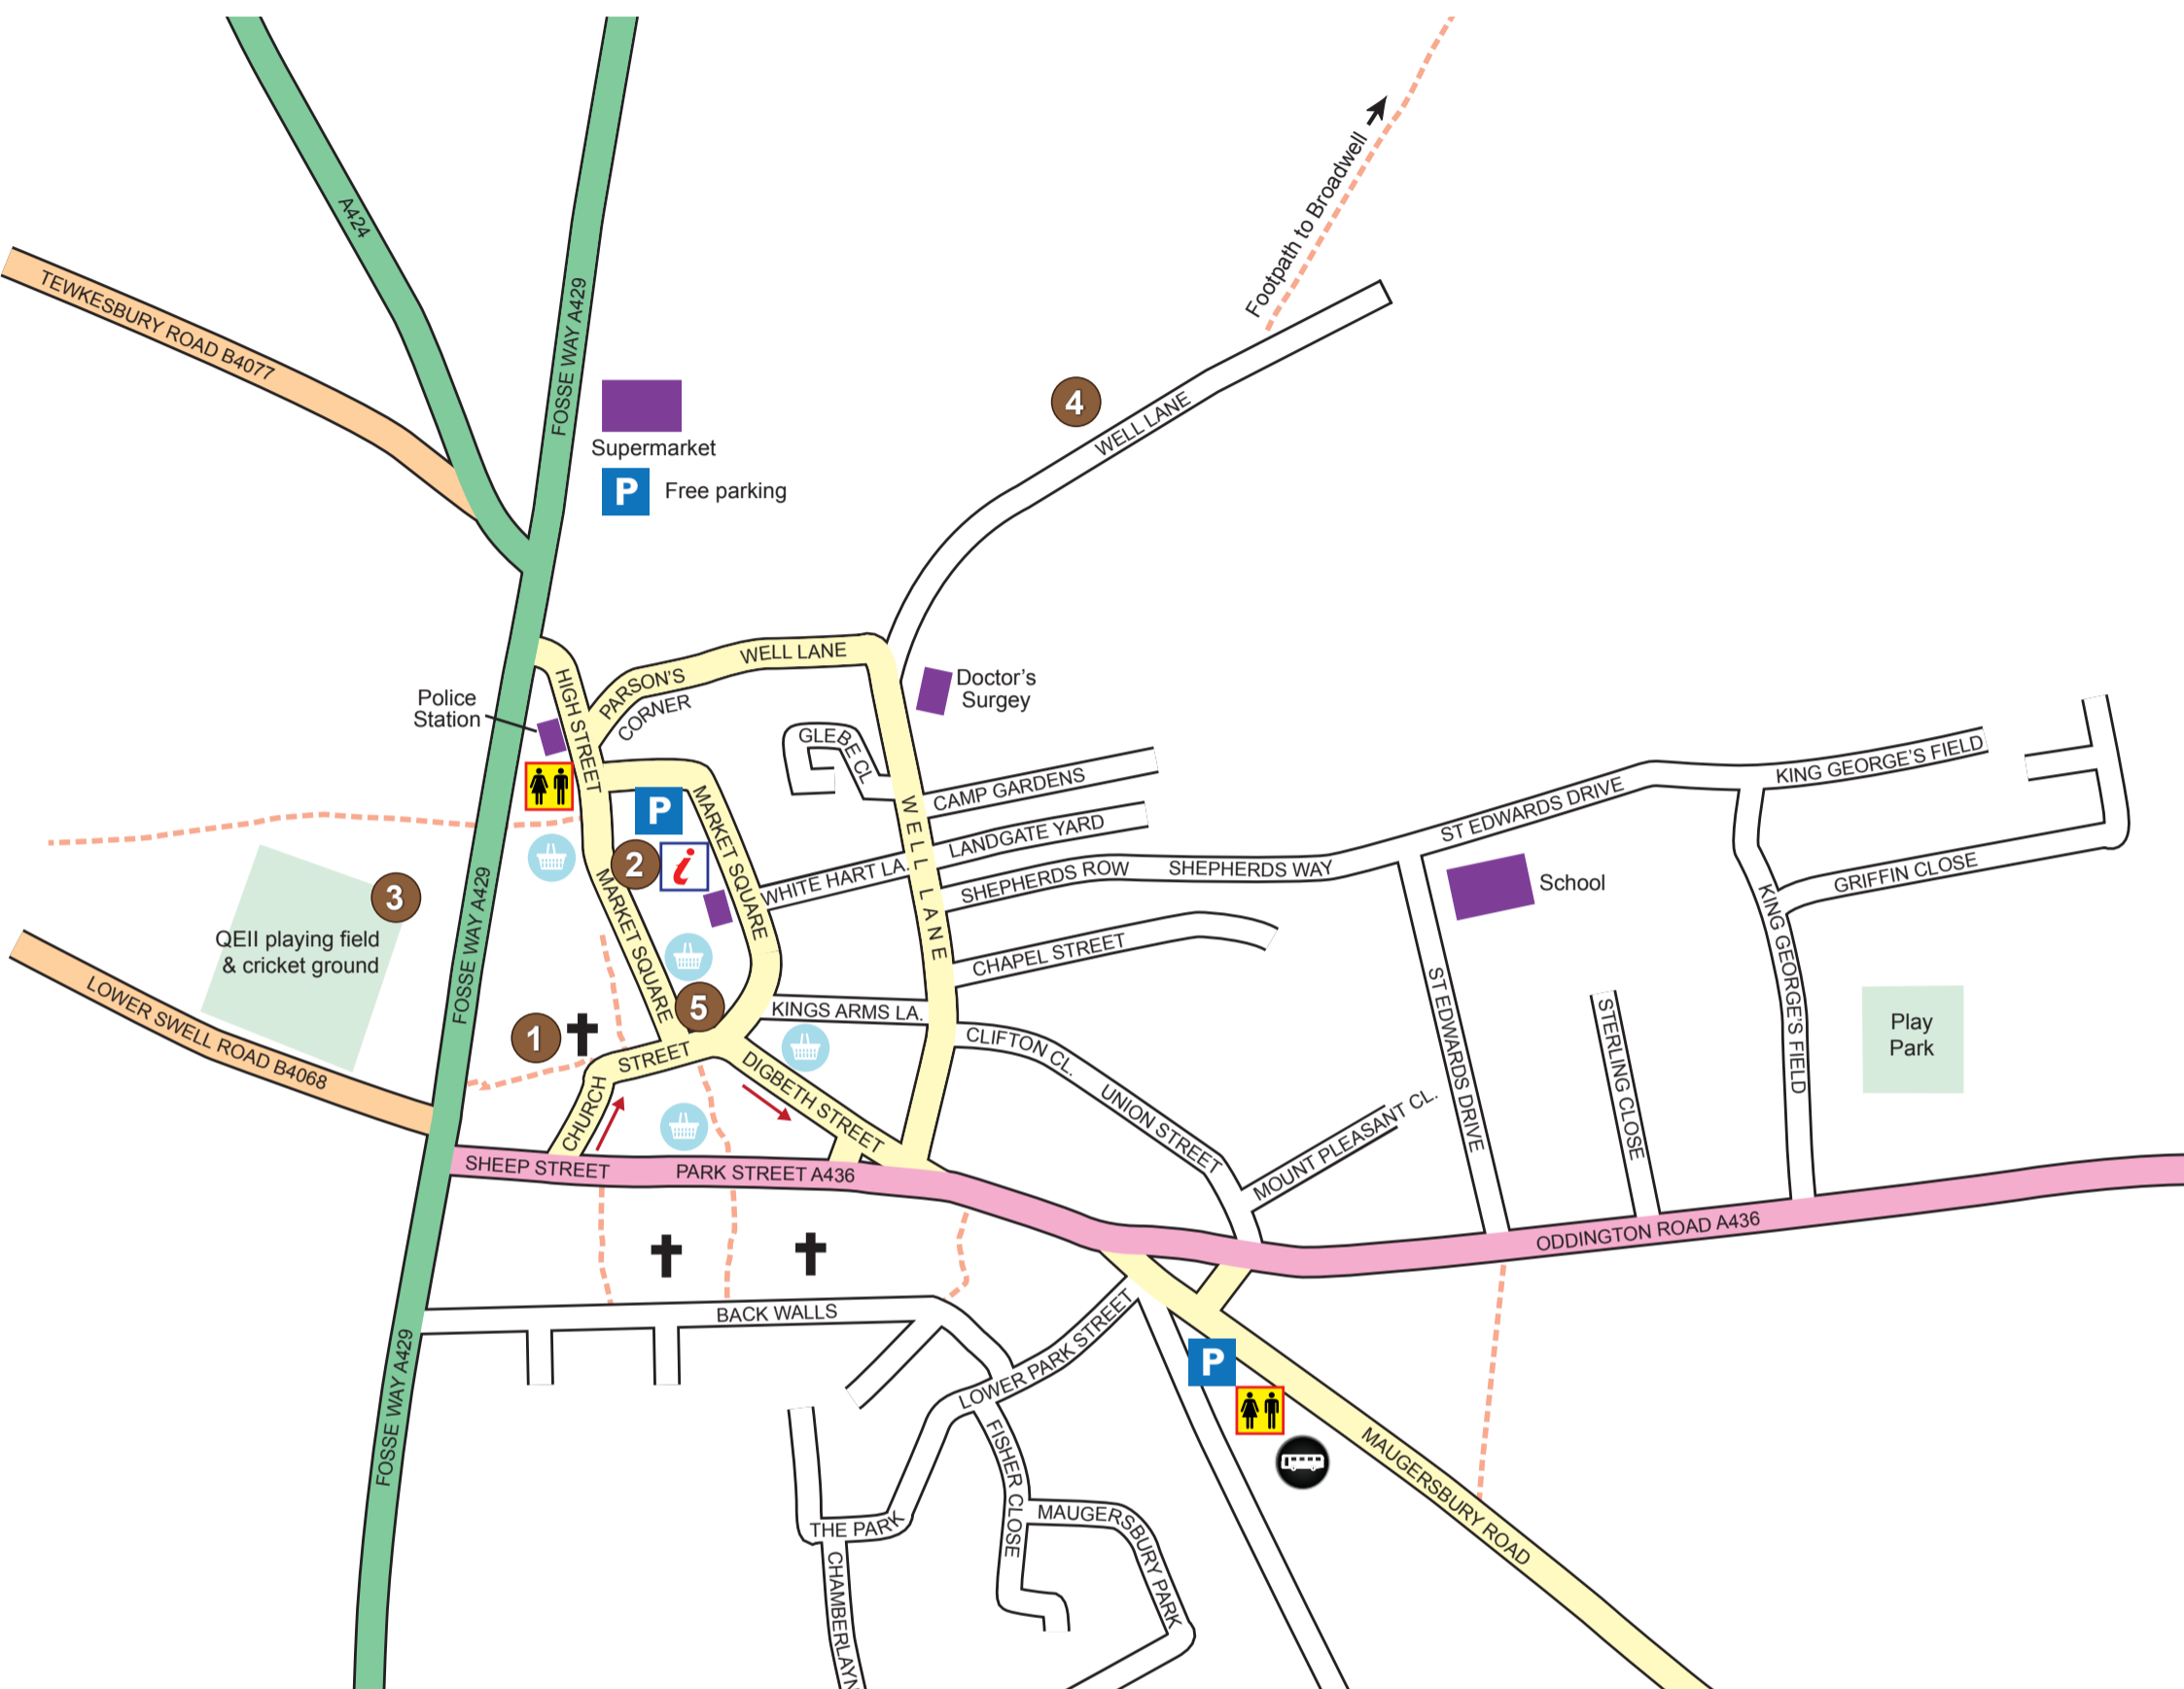 A424
TEWKESBURY ROAD B4077
FOSSE WAY A429
Footpath to Broadwell
Supermarket
P
Free parking
4
WELL LANE
Police
Station
HIGH STREET
PARSON'S
CORNER
WELL LANE
Doctor's
Surgey
GLEBE CL.
CAMP GARDENS
LANDGATE YARD
WHITE HART LA.
WELL LANE
SHEPHERDS ROW
SHEPHERDS WAY
ST EDWARDS DRIVE
KING GEORGE'S FIELD
GRIFFIN CLOSE
School
P
2
i
MARKET SQUARE
MARKET SQUARE
3
QEII playing field
& cricket ground
FOSSE WAY A429
LOWER SWELL ROAD B4068
CHAPEL STREET
KINGS ARMS LA.
5
1
CHURCH
STREET
DIGBETH STREET
CLIFTON CL.
UNION STREET
MOUNT PLEASANT CL.
ST EDWARDS DRIVE
STERLING CLOSE
KING GEORGE'S FIELD
Play
Park
SHEEP STREET
PARK STREET A436
ODDINGTON ROAD A436
BACK WALLS
LOWER PARK STREET
P
FOSSE WAY A429
FISHER CLOSE
MAUGERSBURY PARK
MAUGERSBURY ROAD
THE PARK
CHAMBERLAYN